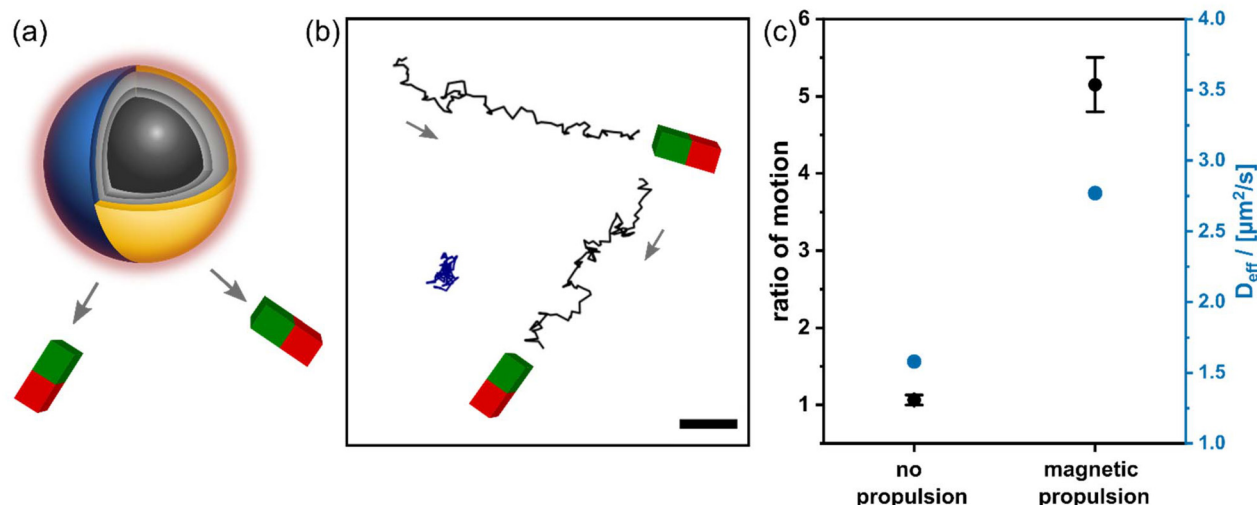 (a)
(b)
(c)
ratio of motion
6
5
4
3
2
1
4.0
3.5
3.0
2.5
2.0
1.5
1.0
D_eff / [µm²/s]
no
propulsion
magnetic
propulsion